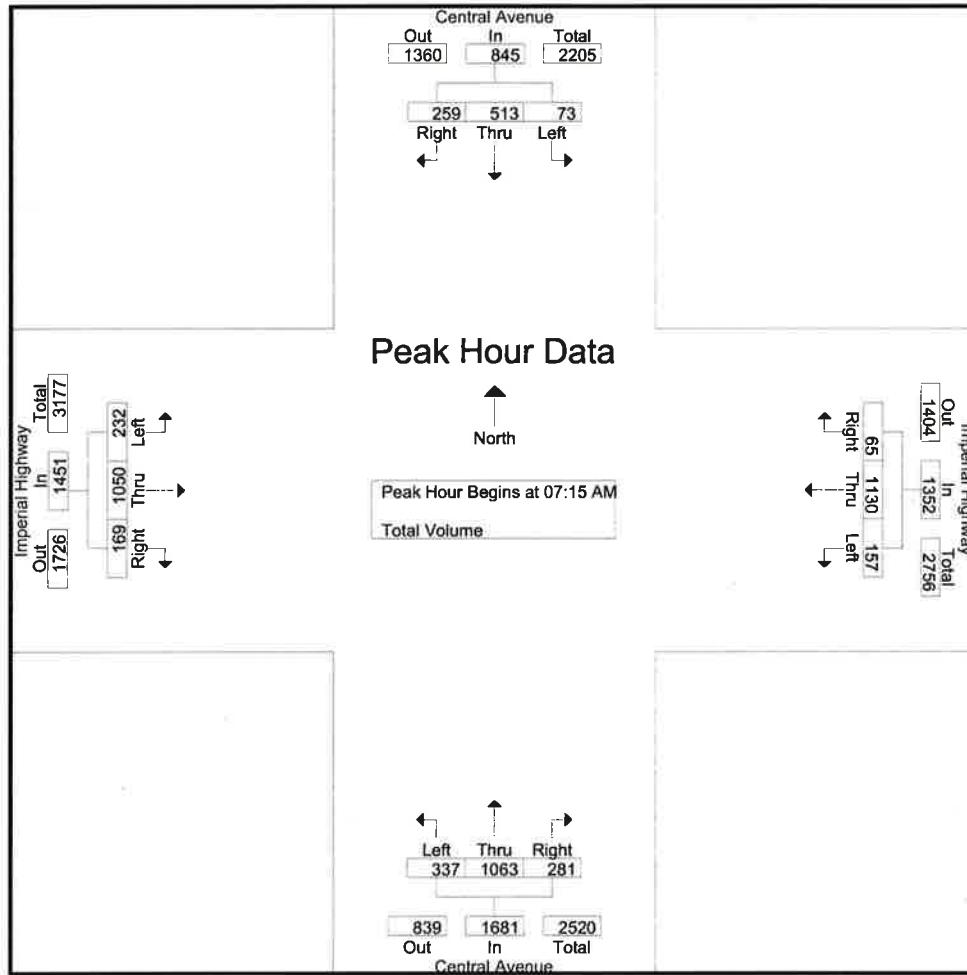 Central Avenue
Out In Total
1360 845 2205
259 513 73
Right Thru Left
Peak Hour Data
North
Peak Hour Begins at 07:15 AM
Total Volume
Imperial Highway
Total In Out
3177 1451 1726
232 1050 169
Left Thru Right
Imperial Highway
Out In Total
1404 1352 2756
Right Thru Left
65 1130 157
Left Thru Right
337 1063 281
839 1681 2520
Out In Total
Central Avenue